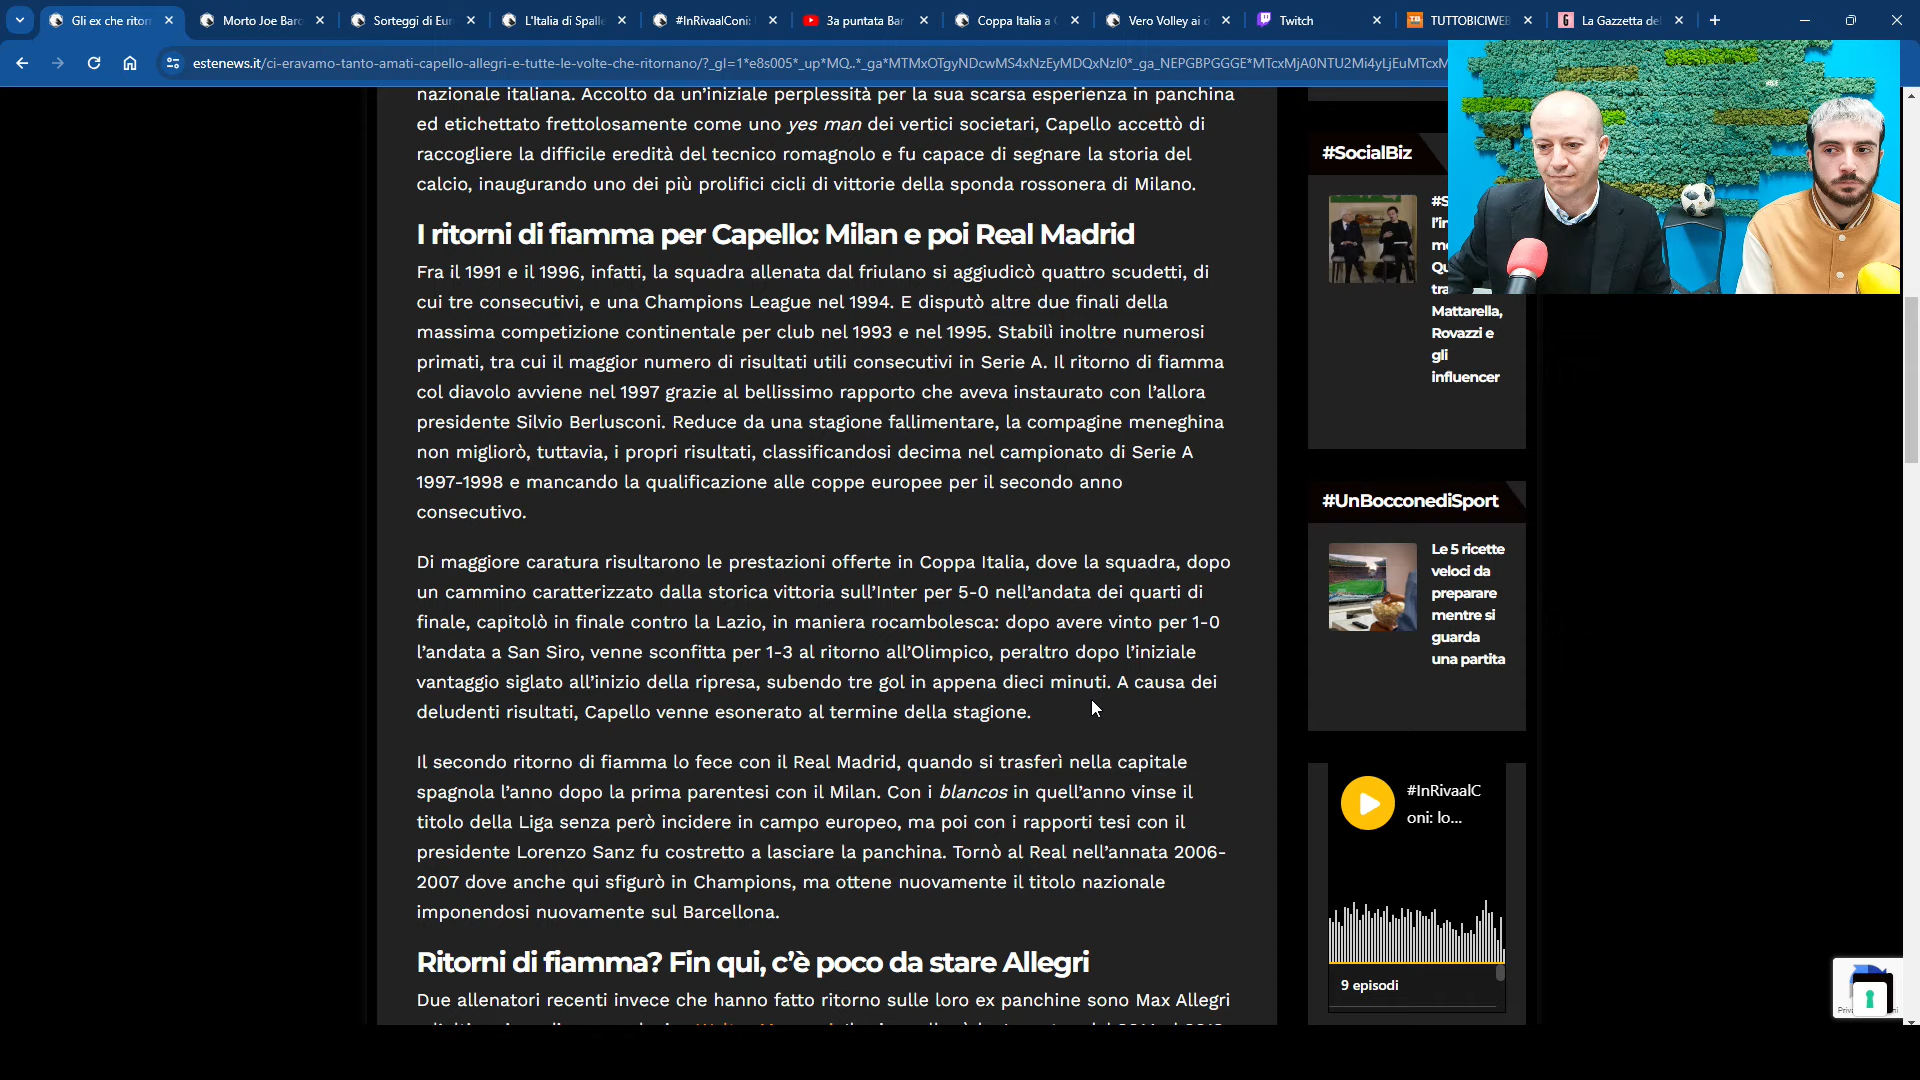 Gli ex che ritorn
Morto Joe Baro
Sorteggi di Eur
L'Italia di Spalle
#InRivaalConi:
3a puntata Bar
Coppa Italia a
Vero Volley ai
Twitch
TUTTOBICIWEB
La Gazzetta de
estenews.it/ci-eravamo-tanto-amati-capello-allegri-e-tutte-le-volte-che-ritornano/?_gl=1*e8s005*_up*MQ..*_ga*MTMxOTgyNDcwMS4xNzEyMDQxNzI0*_ga_NEPGBPGGGE*MTcxMjA0NTU2Mi4yLjEuMTcxM
nazionale italiana. Accolto da un'iniziale perplessità per la sua scarsa esperienza in panchina
ed etichettato frettolosamente come uno yes man dei vertici societari, Capello accettò di
raccogliere la difficile eredità del tecnico romagnolo e fu capace di segnare la storia del
calcio, inaugurando uno dei più prolifici cicli di vittorie della sponda rossonera di Milano.
I ritorni di fiamma per Capello: Milan e poi Real Madrid
Fra il 1991 e il 1996, infatti, la squadra allenata dal friulano si aggiudicò quattro scudetti, di
cui tre consecutivi, e una Champions League nel 1994. E disputò altre due finali della
massima competizione continentale per club nel 1993 e nel 1995. Stabilì inoltre numerosi
primati, tra cui il maggior numero di risultati utili consecutivi in Serie A. Il ritorno di fiamma
col diavolo avviene nel 1997 grazie al bellissimo rapporto che aveva instaurato con l'allora
presidente Silvio Berlusconi. Reduce da una stagione fallimentare, la compagine meneghina
non migliorò, tuttavia, i propri risultati, classificandosi decima nel campionato di Serie A
1997-1998 e mancando la qualificazione alle coppe europee per il secondo anno
consecutivo.
Di maggiore caratura risultarono le prestazioni offerte in Coppa Italia, dove la squadra, dopo
un cammino caratterizzato dalla storica vittoria sull'Inter per 5-0 nell'andata dei quarti di
finale, capitolò in finale contro la Lazio, in maniera rocambolesca: dopo avere vinto per 1-0
l'andata a San Siro, venne sconfitta per 1-3 al ritorno all'Olimpico, peraltro dopo l'iniziale
vantaggio siglato all'inizio della ripresa, subendo tre gol in appena dieci minuti. A causa dei
deludenti risultati, Capello venne esonerato al termine della stagione.
Il secondo ritorno di fiamma lo fece con il Real Madrid, quando si trasferì nella capitale
spagnola l'anno dopo la prima parentesi con il Milan. Con i blancos in quell'anno vinse il
titolo della Liga senza però incidere in campo europeo, ma poi con i rapporti tesi con il
presidente Lorenzo Sanz fu costretto a lasciare la panchina. Tornò al Real nell'annata 2006-
2007 dove anche qui sfigurò in Champions, ma ottene nuovamente il titolo nazionale
imponendosi nuovamente sul Barcellona.
Ritorni di fiamma? Fin qui, c'è poco da stare Allegri
Due allenatori recenti invece che hanno fatto ritorno sulle loro ex panchine sono Max Allegri
#SocialBiz
#S
l'in
me
Qu
tra
Mattarella,
Rovazzi e
gli
influencer
#UnBocconediSport
Le 5 ricette
veloci da
preparare
mentre si
guarda
una partita
#InRivaalC
oni: lo...
9 episodi